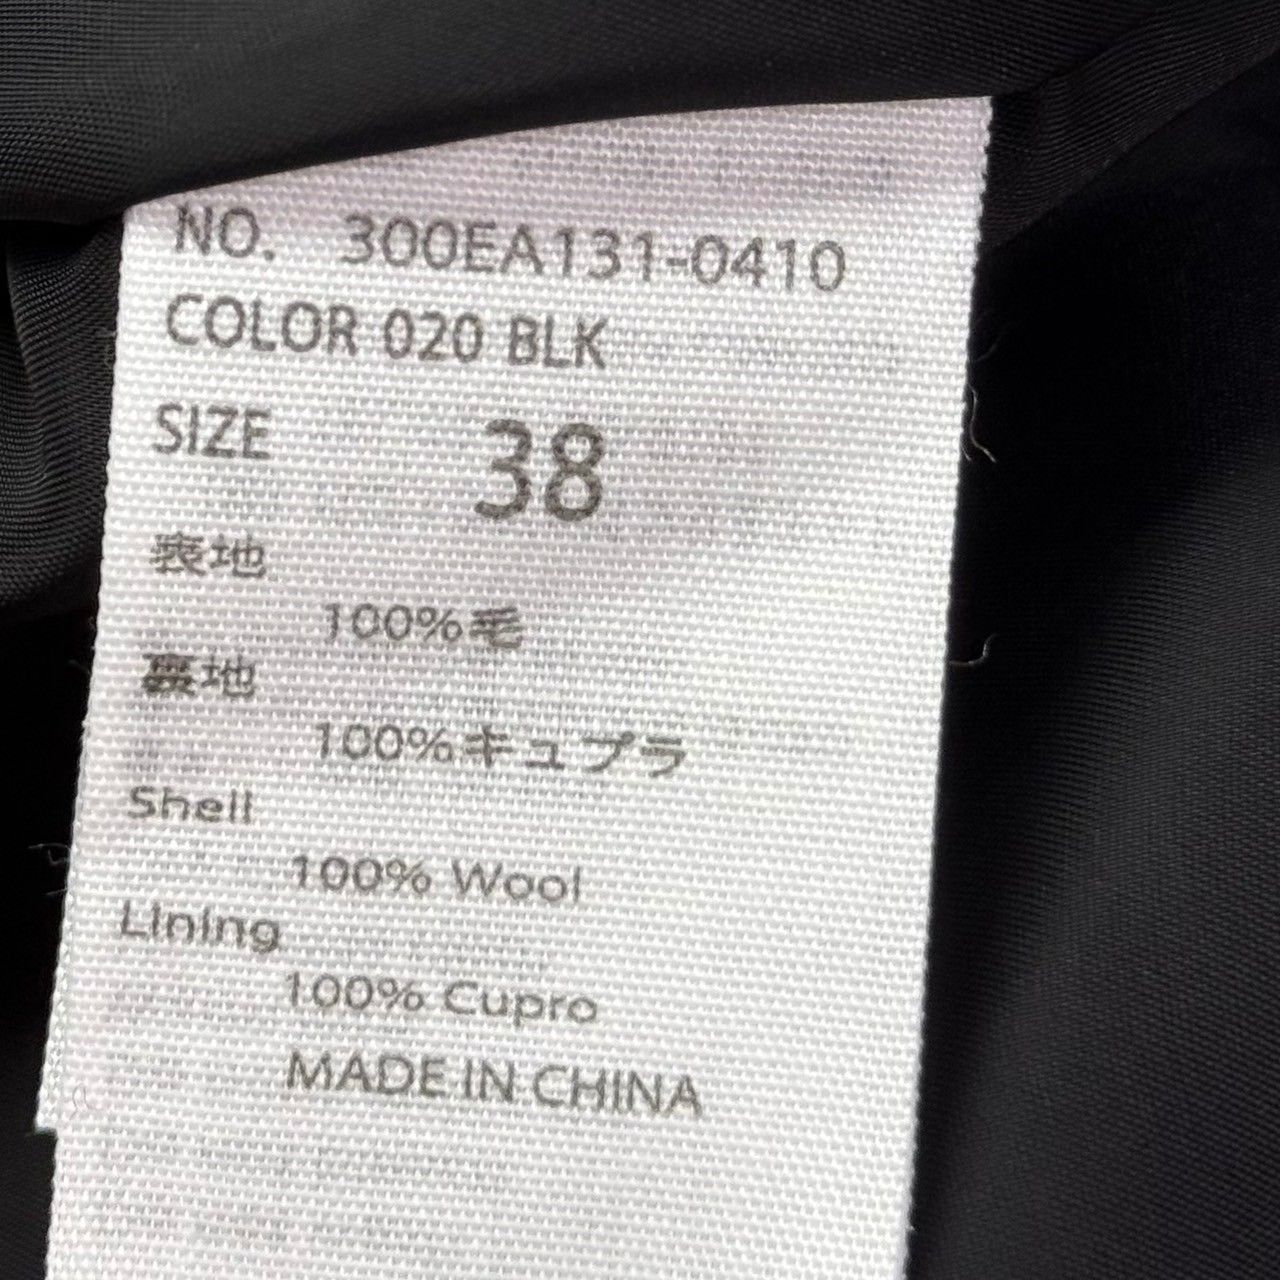 NO. 300EA131-0410
COLOR 020 BLK
SIZE 38
表地
100%毛
裏地
100%キュプラ
Shell
100% Wool
Lining
100% Cupro
MADE IN CHINA